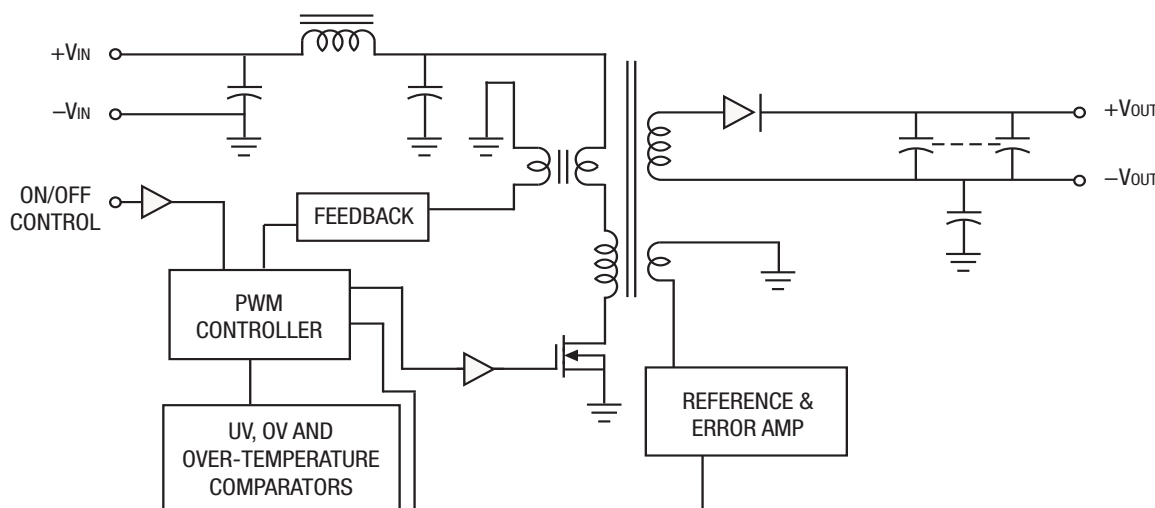 +VIN
−VIN
ON/OFF
CONTROL
FEEDBACK
PWM
CONTROLLER
UV, OV AND
OVER-TEMPERATURE
COMPARATORS
REFERENCE &
ERROR AMP
+VOUT
−VOUT